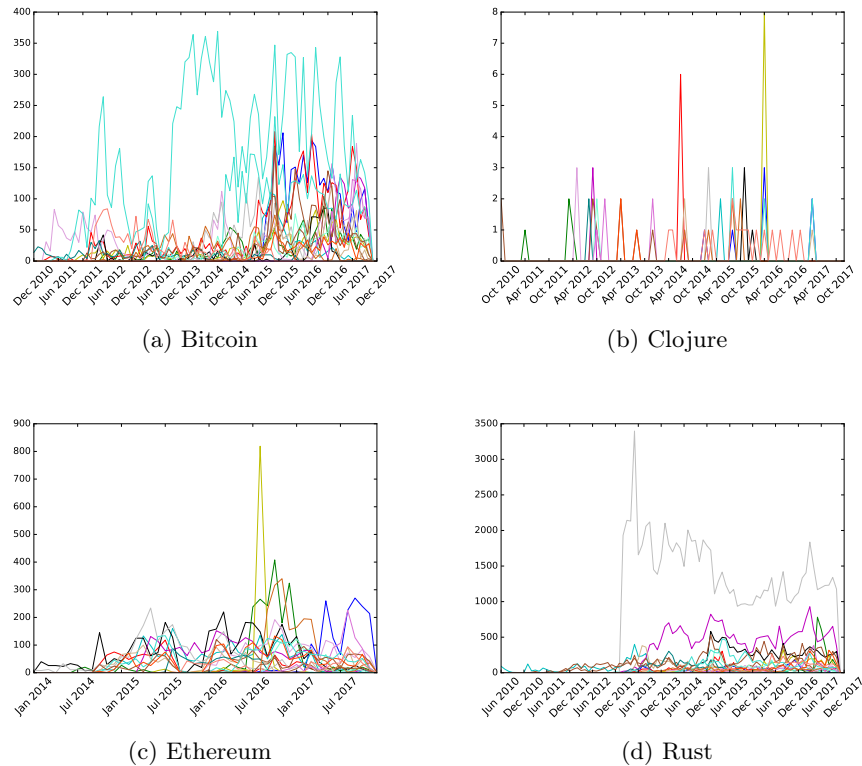 400
350
300
250
200
150
100
50
0
Dec 2010
Jun 2011
Dec 2011
Jun 2012
Dec 2012
Jun 2013
Dec 2013
Jun 2014
Dec 2014
Jun 2015
Dec 2015
Jun 2016
Dec 2016
Jun 2017
Dec 2017
(a) Bitcoin
8
7
6
5
4
3
2
1
0
Oct 2010
Apr 2011
Oct 2011
Apr 2012
Oct 2012
Apr 2013
Oct 2013
Apr 2014
Oct 2014
Apr 2015
Oct 2015
Apr 2016
Oct 2016
Apr 2017
Oct 2017
(b) Clojure
900
800
700
600
500
400
300
200
100
0
Jan 2014
Jul 2014
Jan 2015
Jul 2015
Jan 2016
Jul 2016
Jan 2017
Jul 2017
(c) Ethereum
3500
3000
2500
2000
1500
1000
500
0
Jun 2010
Dec 2010
Jun 2011
Dec 2011
Jun 2012
Dec 2012
Jun 2013
Dec 2013
Jun 2014
Dec 2014
Jun 2015
Dec 2015
Jun 2016
Dec 2016
Jun 2017
Dec 2017
(d) Rust